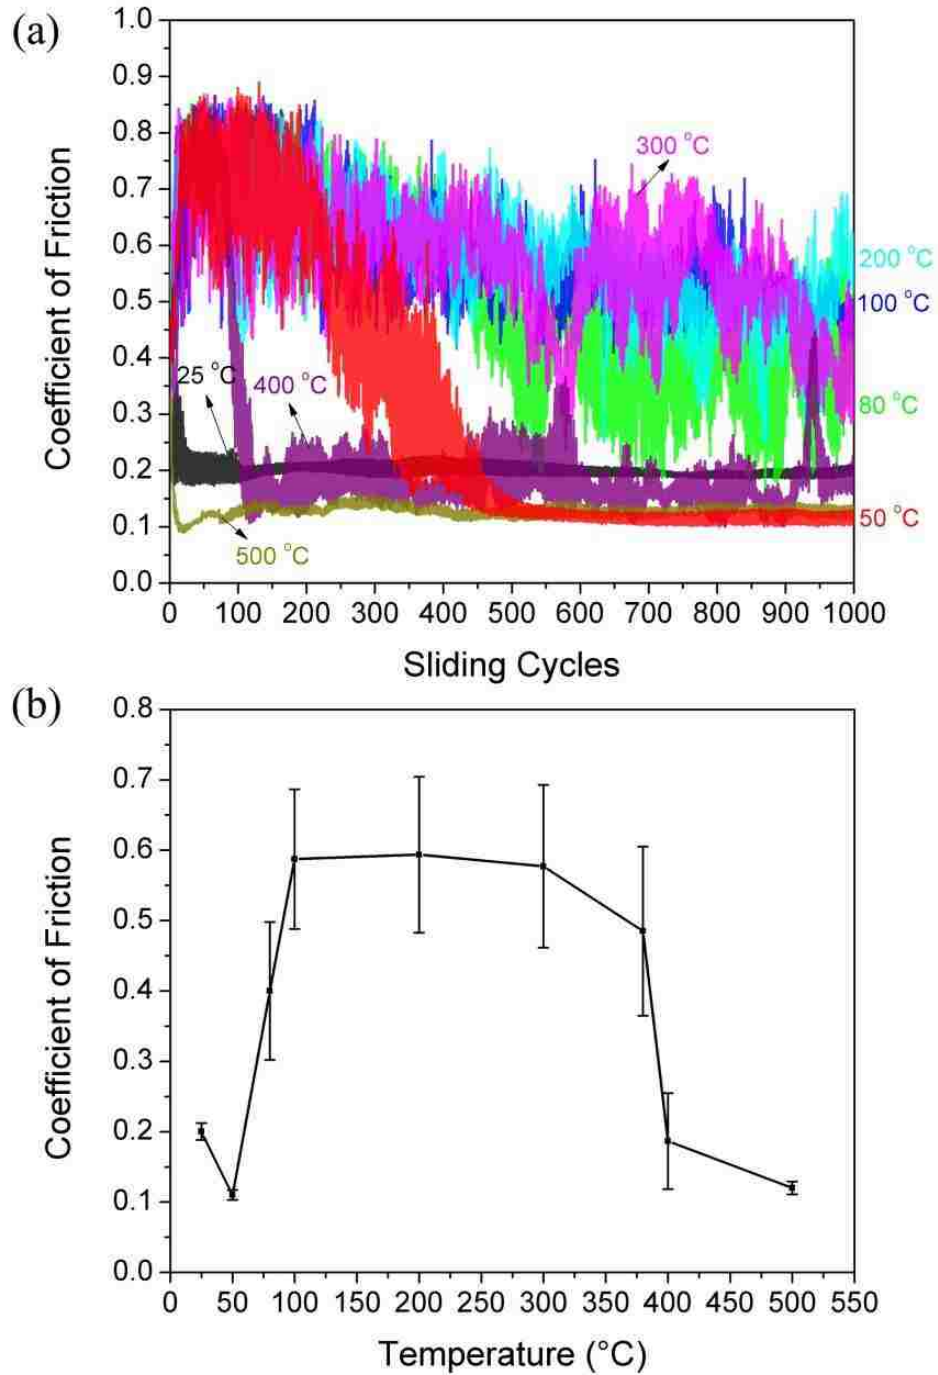 (a)
1.0
0.9
0.8
0.7
0.6
0.5
0.4
0.3
0.2
0.1
0.0
Coefficient of Friction
300 °C
200 °C
100 °C
25 °C
400 °C
80 °C
50 °C
500 °C
0 100 200 300 400 500 600 700 800 900 1000
Sliding Cycles
(b)
0.8
0.7
0.6
0.5
0.4
0.3
0.2
0.1
0.0
Coefficient of Friction
0 50 100 150 200 250 300 350 400 450 500 550
Temperature (°C)